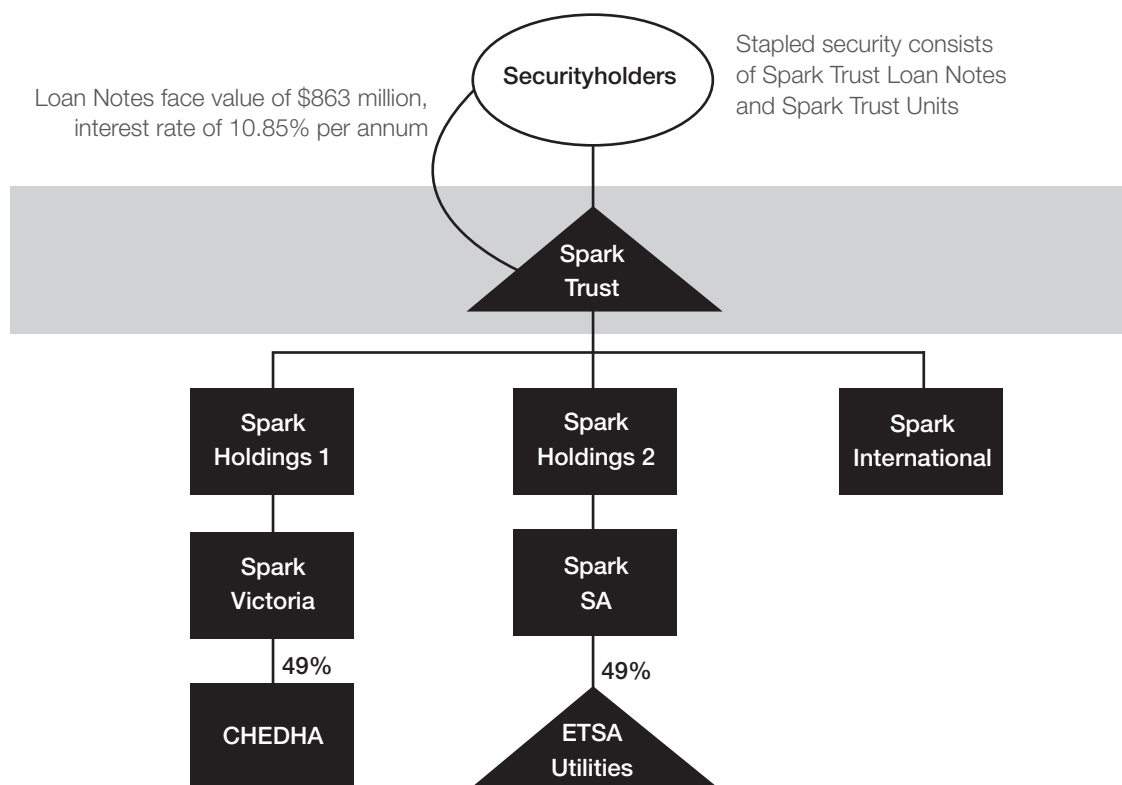 Securityholders
Stapled security consists
of Spark Trust Loan Notes
and Spark Trust Units
Loan Notes face value of $863 million,
interest rate of 10.85% per annum
Spark
Trust
Spark
Holdings 1
Spark
Holdings 2
Spark
International
Spark
Victoria
Spark
SA
49%
49%
CHEDHA
ETSA
Utilities